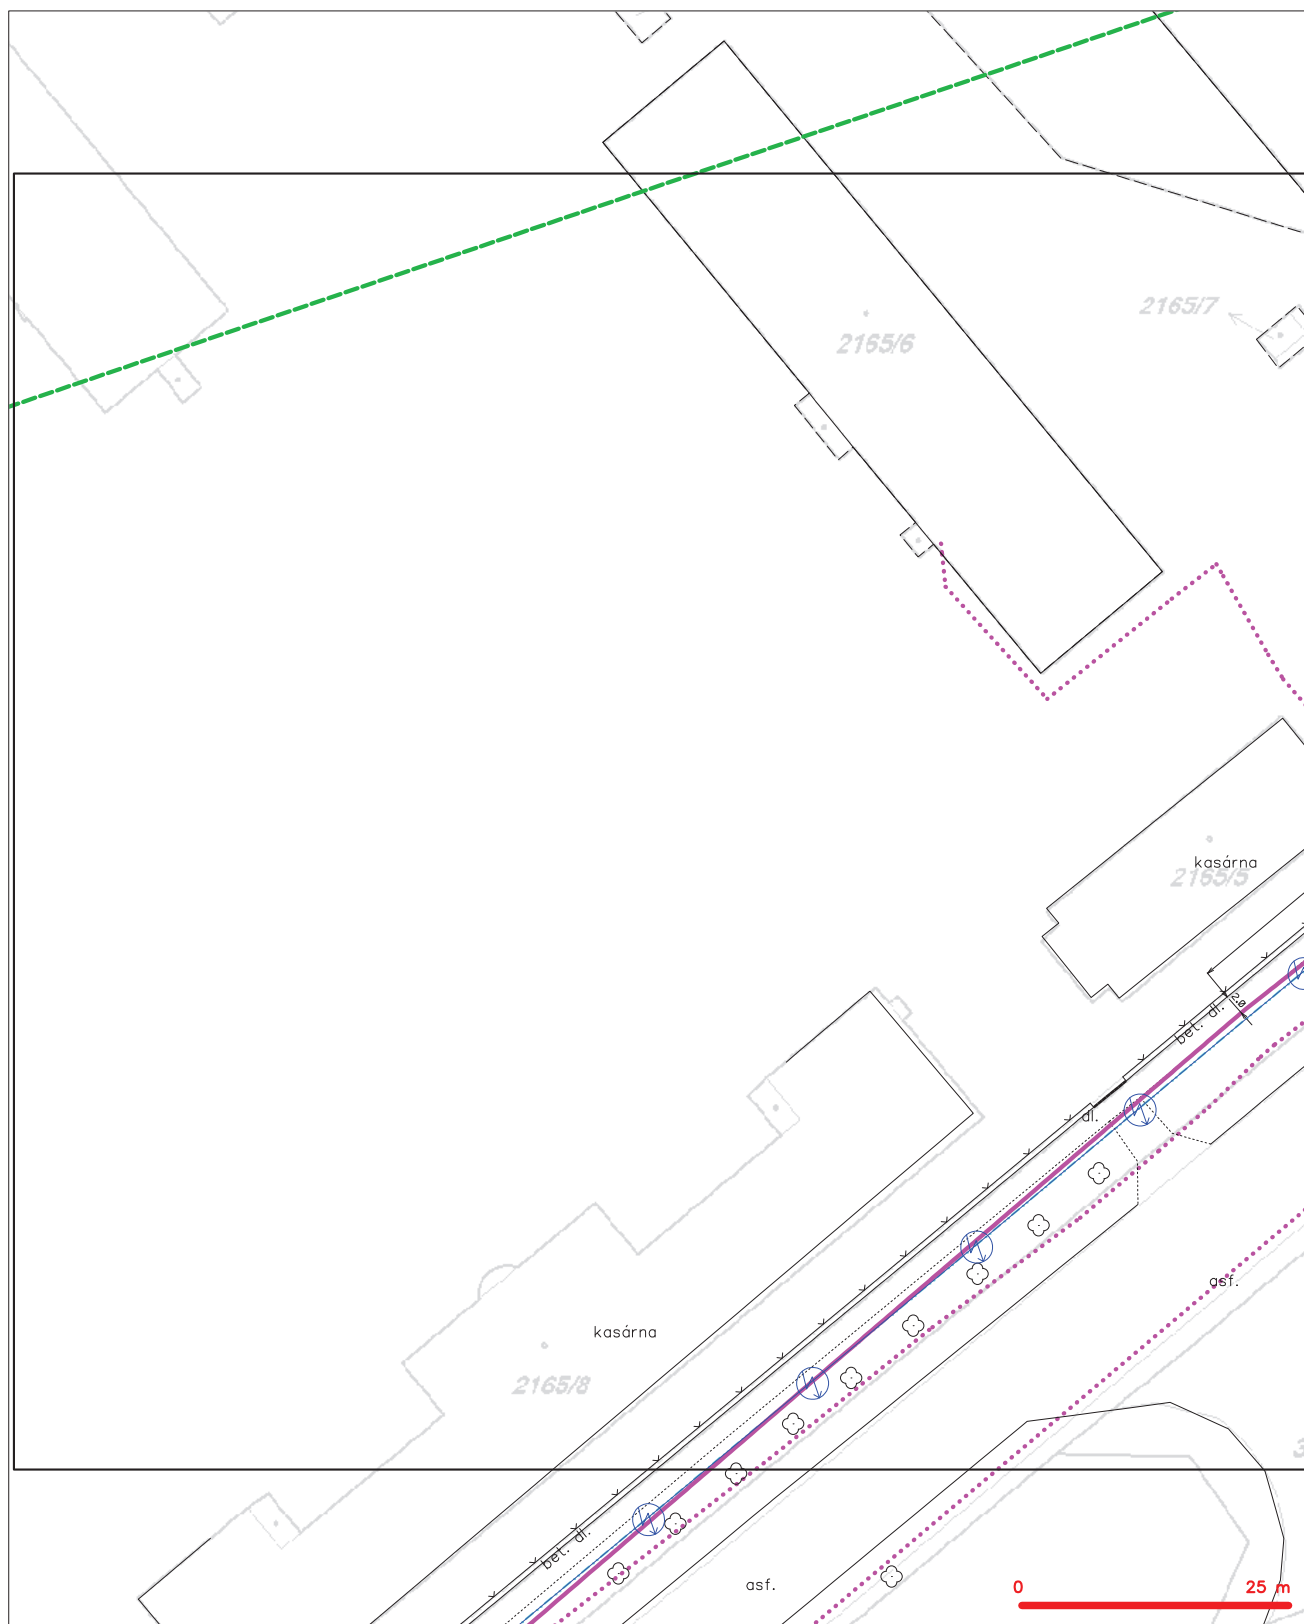 2165/7
2165/6
kasárna
2165/5
2.0
bet. dl.
dl.
asf.
kasárna
2165/8
3
bet. dl.
asf.
0
25 m